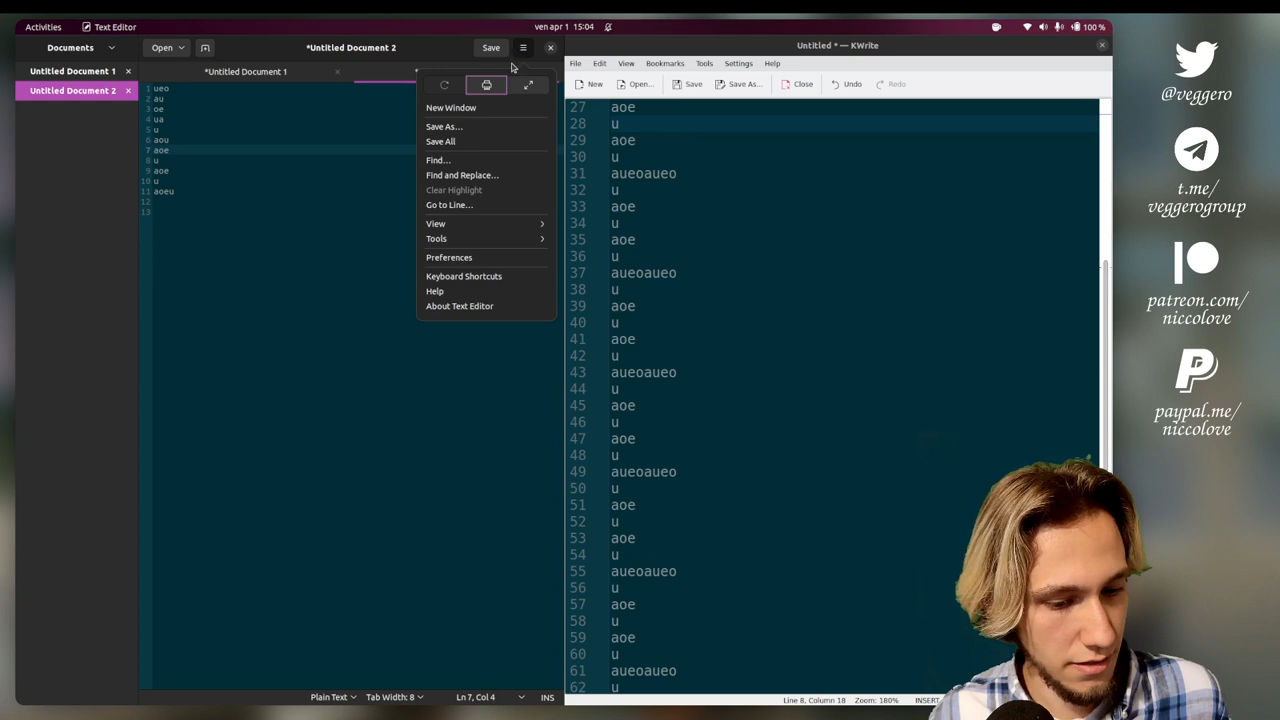 Activities Text Editor ven apr 1 15:04 100 %
Documents Open *Untitled Document 2 Save
Untitled Document 1
Untitled Document 2
*Untitled Document 1
1 ueo
2 au
3 oe
4 ua
5 u
6 aou
7 aoe
8 u
9 aoe
10 u
11 aoeu
12
13
New Window
Save As...
Save All
Find...
Find and Replace...
Clear Highlight
Go to Line...
View
Tools
Preferences
Keyboard Shortcuts
Help
About Text Editor
Plain Text Tab Width: 8 Ln 7, Col 4 INS
Untitled * — KWrite
File Edit View Bookmarks Tools Settings Help
New Open... Save Save As... Close Undo Redo
27 aoe
28 u
29 aoe
30 u
31 aueoaueo
32 u
33 aoe
34 u
35 aoe
36 u
37 aueoaueo
38 u
39 aoe
40 u
41 aoe
42 u
43 aueoaueo
44 u
45 aoe
46 u
47 aoe
48 u
49 aueoaueo
50 u
51 aoe
52 u
53 aoe
54 u
55 aueoaueo
56 u
57 aoe
58 u
59 aoe
60 u
61 aueoaueo
62 u
Line 8, Column 18 Zoom: 180% INSERT
@veggero
t.me/
veggerogroup
patreon.com/
niccolove
paypal.me/
niccolove